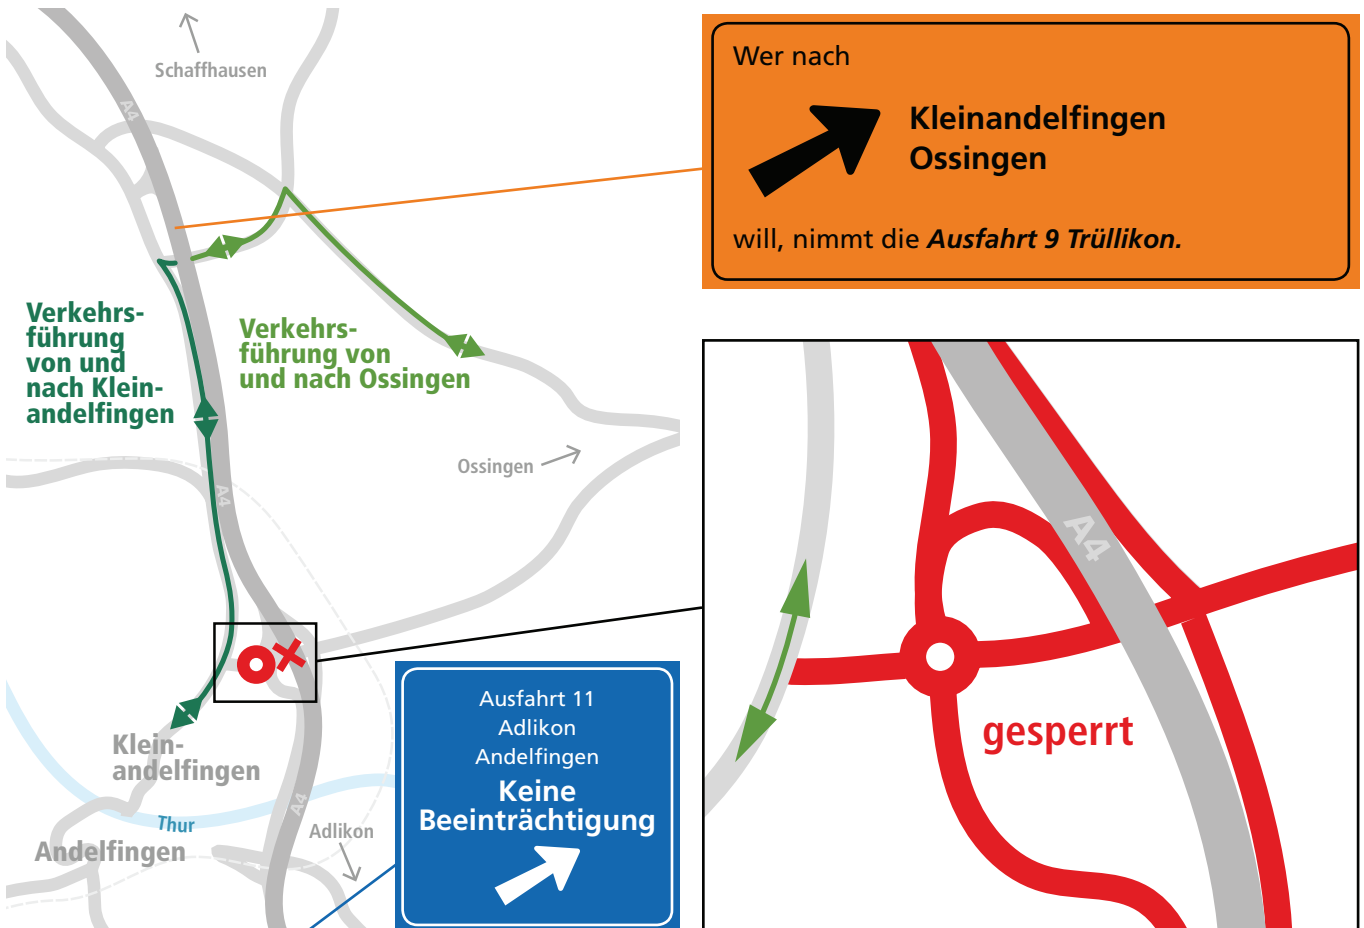 Schaffhausen
A4
Wer nach
Kleinandelfingen
Ossingen
will, nimmt die Ausfahrt 9 Trüllikon.
Verkehrs-
führung
von und
nach Klein-
andelfingen
Verkehrs-
führung von
und nach Ossingen
Ossingen
A4
A4
gesperrt
Klein-
andelfingen
Thur
Andelfingen
A4
Adlikon
Ausfahrt 11
Adlikon
Andelfingen
Keine
Beeinträchtigung